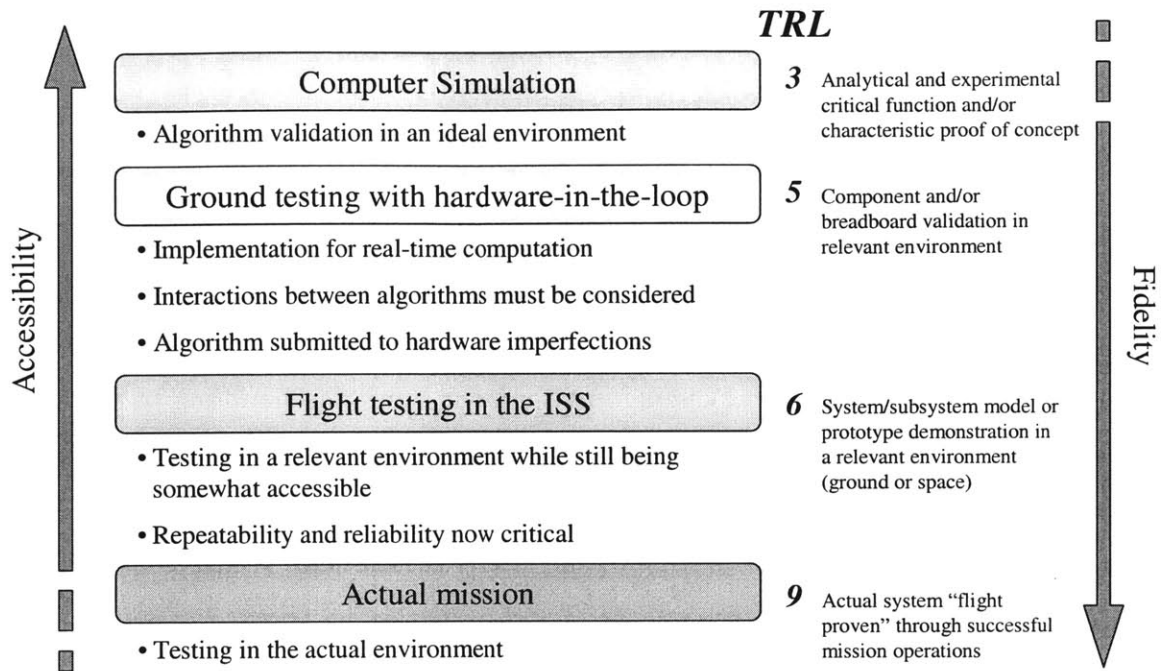 TRL
Computer Simulation
• Algorithm validation in an ideal environment
3 Analytical and experimental
critical function and/or
characteristic proof of concept
Ground testing with hardware-in-the-loop
• Implementation for real-time computation
• Interactions between algorithms must be considered
• Algorithm submitted to hardware imperfections
5 Component and/or
breadboard validation in
relevant environment
Accessibility
Fidelity
Flight testing in the ISS
• Testing in a relevant environment while still being
somewhat accessible
• Repeatability and reliability now critical
6 System/subsystem model or
prototype demonstration in
a relevant environment
(ground or space)
Actual mission
• Testing in the actual environment
9 Actual system “flight
proven” through successful
mission operations